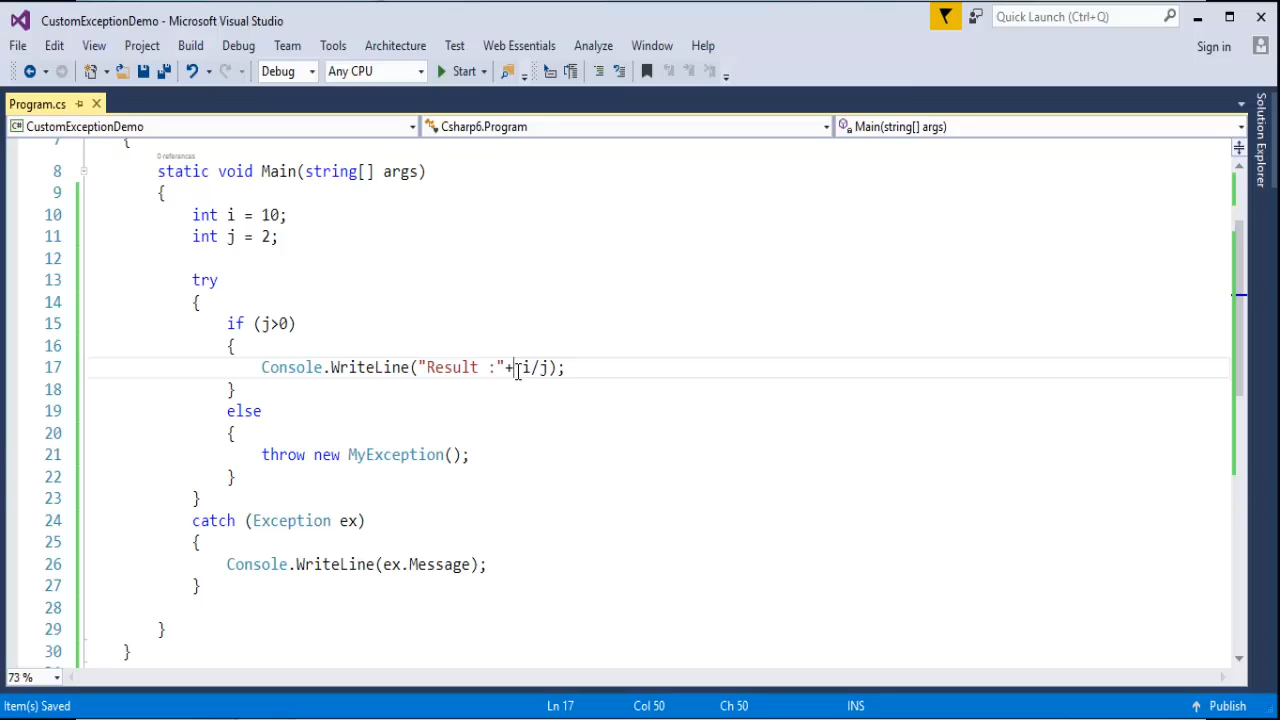 CustomExceptionDemo - Microsoft Visual Studio
Quick Launch (Ctrl+Q)
File Edit View Project Build Debug Team Tools Architecture Test Web Essentials Analyze Window Help
Sign in
Debug Any CPU Start
Program.cs
CustomExceptionDemo Csharp6.Program Main(string[] args)
Solution Explorer
7 {
0 references
8 static void Main(string[] args)
9 {
10 int i = 10;
11 int j = 2;
12
13 try
14 {
15 if (j>0)
16 {
17 Console.WriteLine("Result :"+ i/j);
18 }
19 else
20 {
21 throw new MyException();
22 }
23 }
24 catch (Exception ex)
25 {
26 Console.WriteLine(ex.Message);
27 }
28
29 }
30 }
73 %
Item(s) Saved Ln 17 Col 50 Ch 50 INS Publish